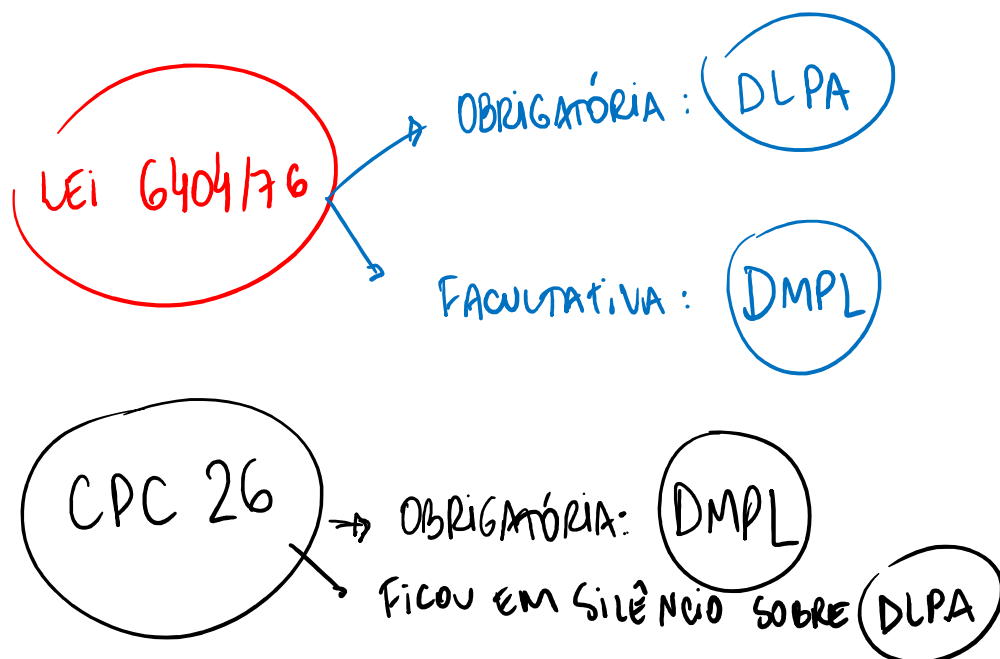 LEi 6404/76
OBRIGATÓRIA: DLPA
FACULTATIVA: DMPL
CPC 26
OBRIGATÓRIA: DMPL
FICOU EM SILÊNCIO SOBRE DLPA